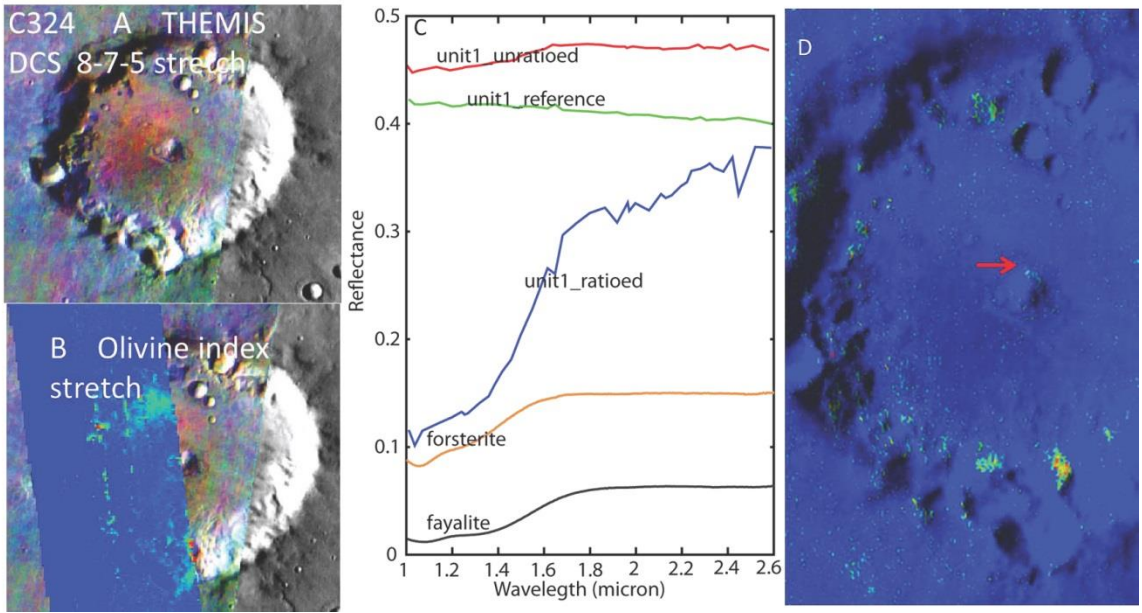 C324 A THEMIS
DCS 8-7-5 stretch
B Olivine index
stretch
C
unit1_unratioed
unit1_reference
unit1_ratioed
forsterite
fayalite
0.5
0.4
0.3
0.2
0.1
0
Reflectance
1 1.2 1.4 1.6 1.8 2 2.2 2.4 2.6
Wavelegth (micron)
D